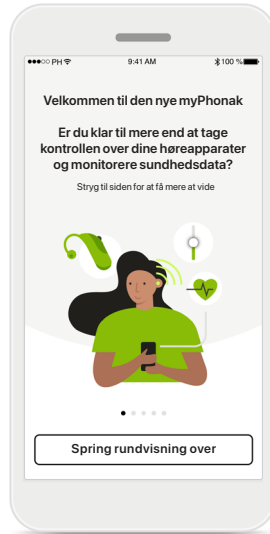 ●●●○○ PH 9:41 AM 100 %
Velkommen til den nye myPhonak
Er du klar til mere end at tage
kontrollen over dine høreapparater
og monitorere sundhedsdata?
Stryg til siden for at få mere at vide
Spring rundvisning over